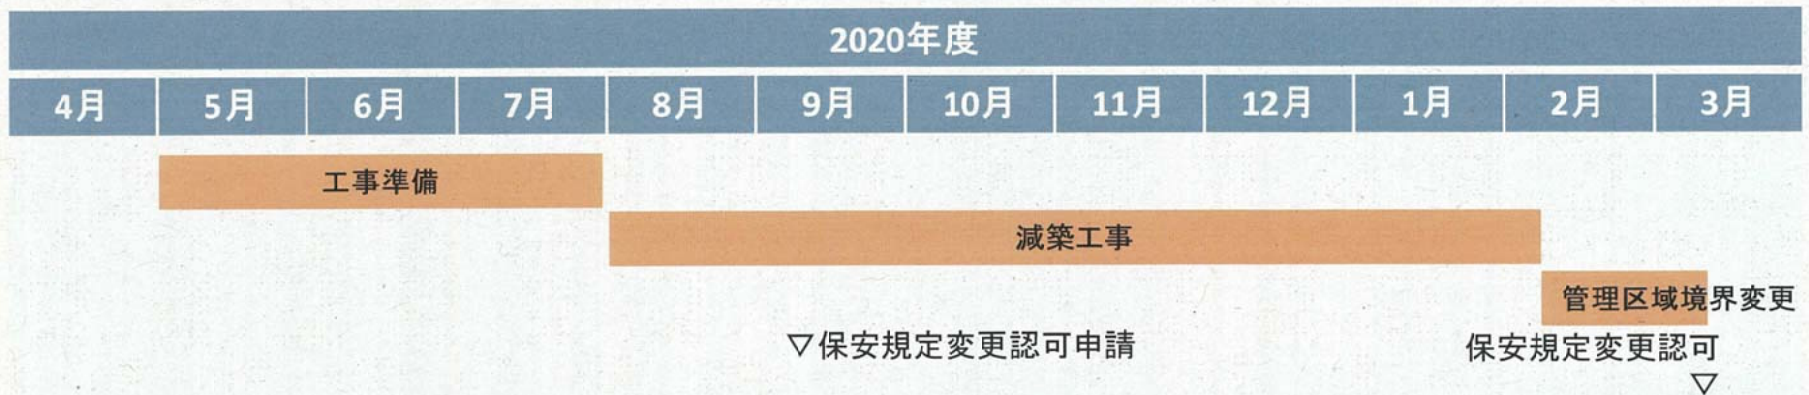 2020年度
4月 5月 6月 7月 8月 9月 10月 11月 12月 1月 2月 3月
工事準備
減築工事
管理区域境界変更
▽保安規定変更認可申請 保安規定変更認可
▽